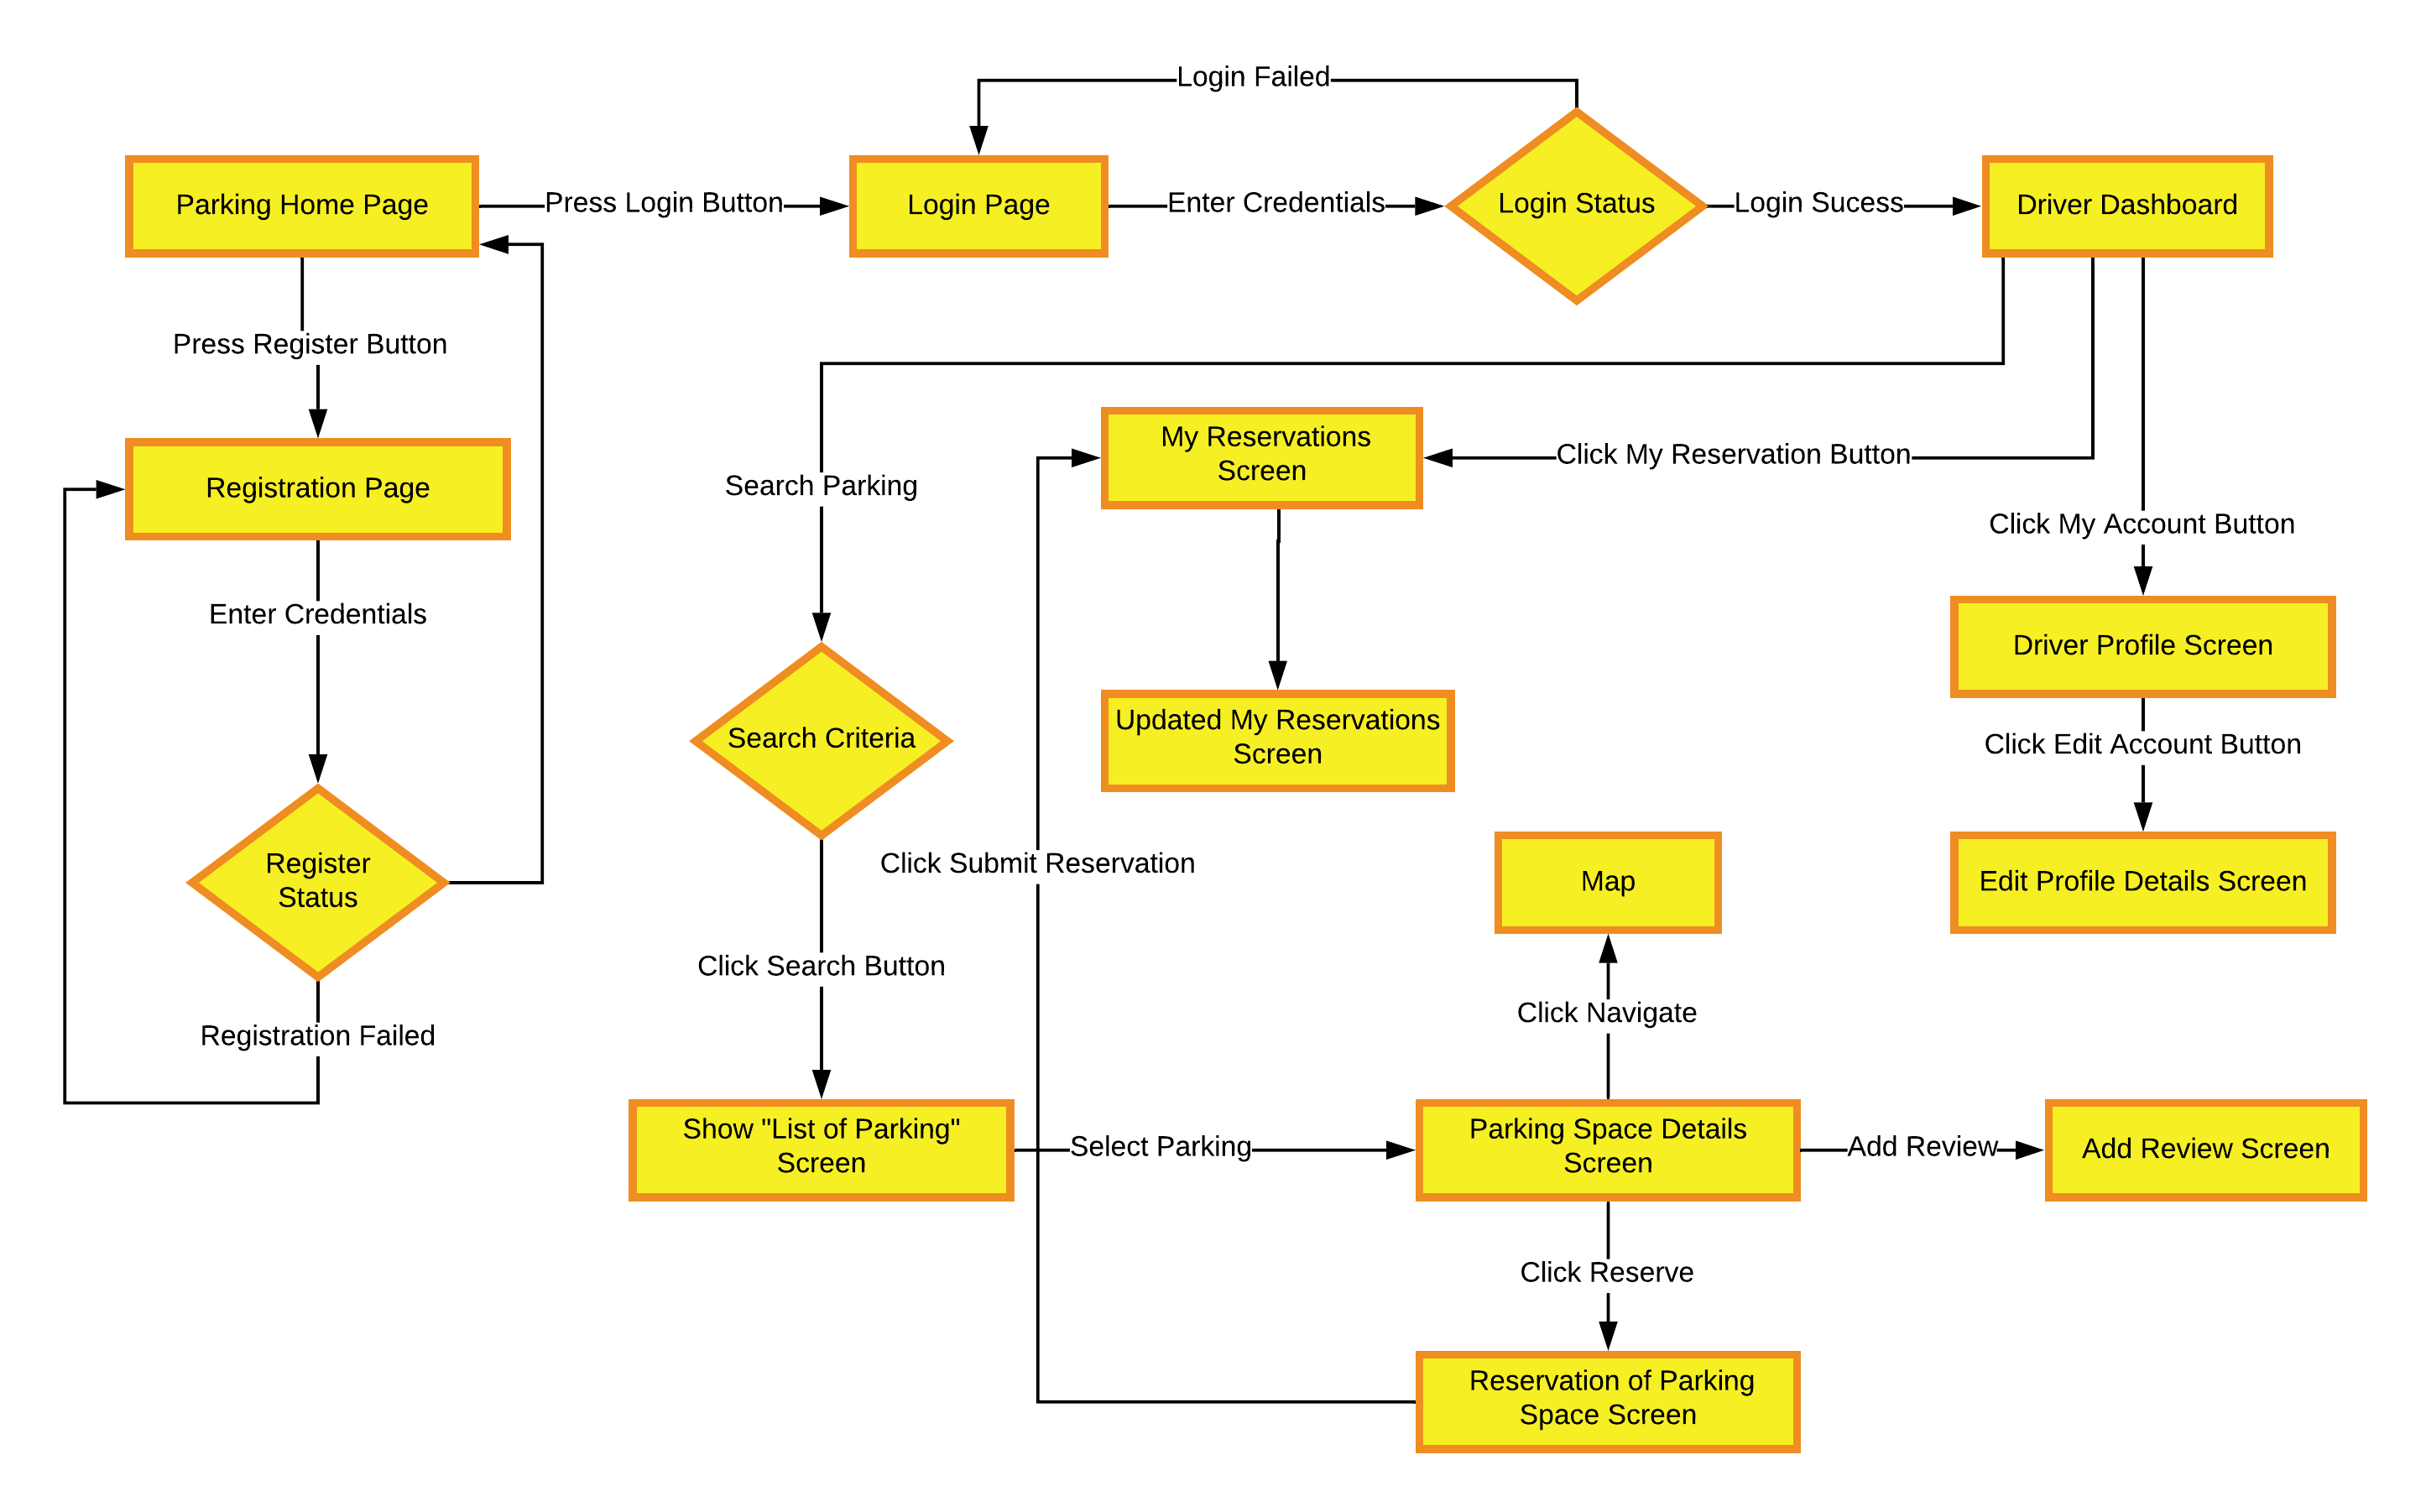 Login Failed
Parking Home Page
Press Login Button
Login Page
Enter Credentials
Login Status
Login Sucess
Driver Dashboard
Press Register Button
My Reservations
Screen
Click My Reservation Button
Search Parking
Registration Page
Click My Account Button
Enter Credentials
Driver Profile Screen
Search Criteria
Updated My Reservations
Screen
Click Edit Account Button
Register
Status
Click Submit Reservation
Map
Edit Profile Details Screen
Click Search Button
Click Navigate
Registration Failed
Show "List of Parking"
Screen
Select Parking
Parking Space Details
Screen
Add Review
Add Review Screen
Click Reserve
Reservation of Parking
Space Screen